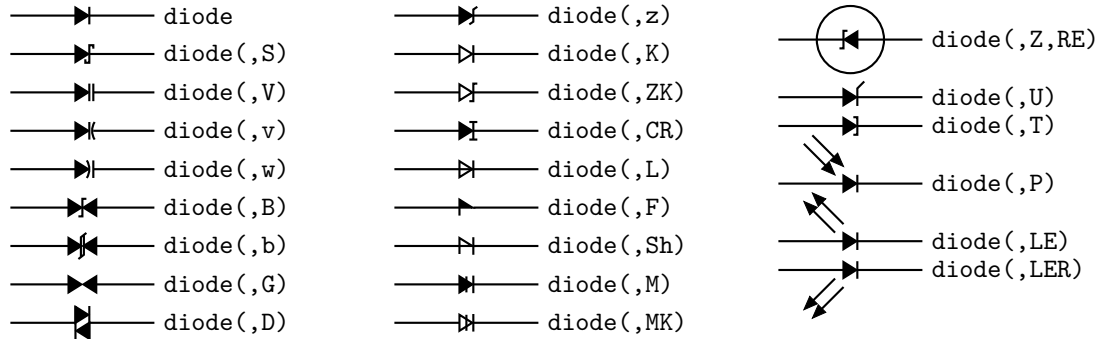 diode
diode(,S)
diode(,V)
diode(,v)
diode(,w)
diode(,B)
diode(,b)
diode(,G)
diode(,D)
diode(,z)
diode(,K)
diode(,ZK)
diode(,CR)
diode(,L)
diode(,F)
diode(,Sh)
diode(,M)
diode(,MK)
diode(,Z,RE)
diode(,U)
diode(,T)
diode(,P)
diode(,LE)
diode(,LER)